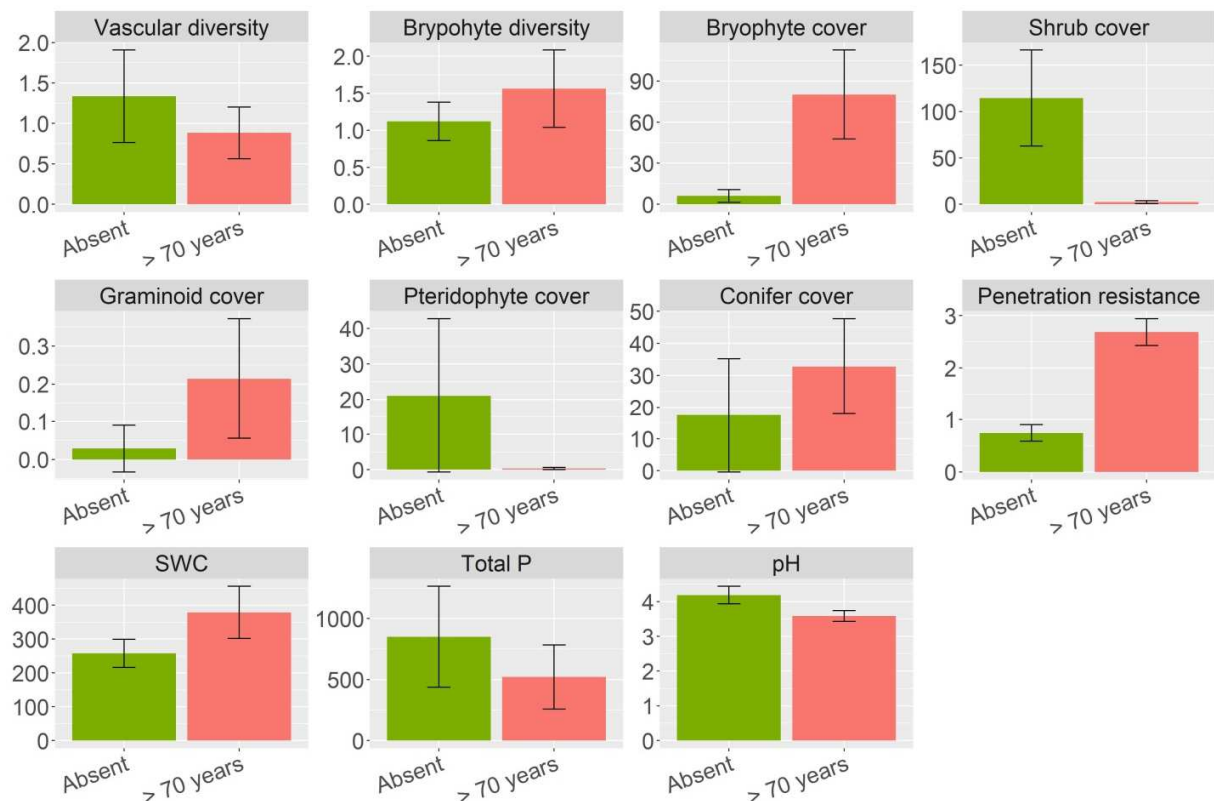 Vascular diversity
Brypohyte diversity
Bryophyte cover
Shrub cover
2.0
1.5
1.0
0.5
0.0
2.0
1.5
1.0
0.5
0.0
90
60
30
0
150
100
50
0
Absent
> 70 years
Absent
> 70 years
Absent
> 70 years
Absent
> 70 years
Graminoid cover
Pteridophyte cover
Conifer cover
Penetration resistance
0.3
0.2
0.1
0.0
40
30
20
10
0
50
40
30
20
10
0
3
2
1
0
Absent
> 70 years
Absent
> 70 years
Absent
> 70 years
Absent
> 70 years
SWC
Total P
pH
400
300
200
100
0
1000
500
0
4
3
2
1
0
Absent
> 70 years
Absent
> 70 years
Absent
> 70 years